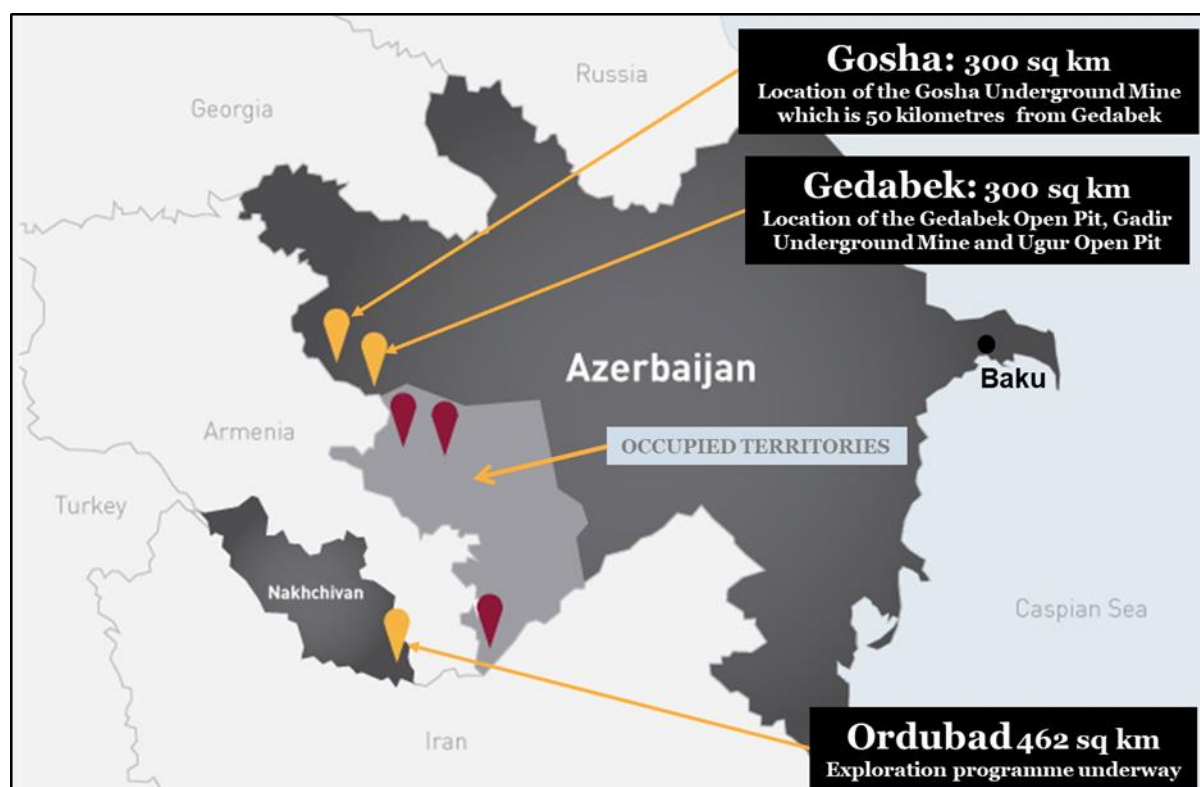 Gosha: 300 sq km
Location of the Gosha Underground Mine
which is 50 kilometres from Gedabek
Russia
Georgia
Gedabek: 300 sq km
Location of the Gedabek Open Pit, Gadir
Underground Mine and Ugur Open Pit
Azerbaijan
Baku
Armenia
OCCUPIED TERRITORIES
Turkey
Nakhchivan
Caspian Sea
Iran
Ordubad 462 sq km
Exploration programme underway